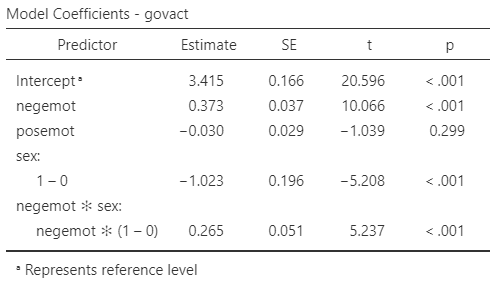 Model Coefficients - govact
Predictor Estimate SE t p
Intercept ᵃ 3.415 0.166 20.596 < .001
negemot 0.373 0.037 10.066 < .001
posemot −0.030 0.029 −1.039 0.299
sex:
1 – 0 −1.023 0.196 −5.208 < .001
negemot ✻ sex:
negemot ✻ (1 – 0) 0.265 0.051 5.237 < .001
ᵃ Represents reference level